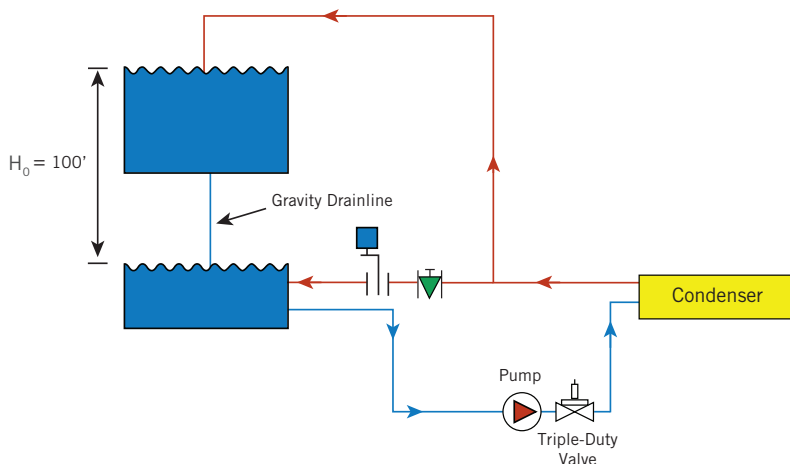 H₀ = 100'
Gravity Drainline
Condenser
Pump
Triple-Duty
Valve